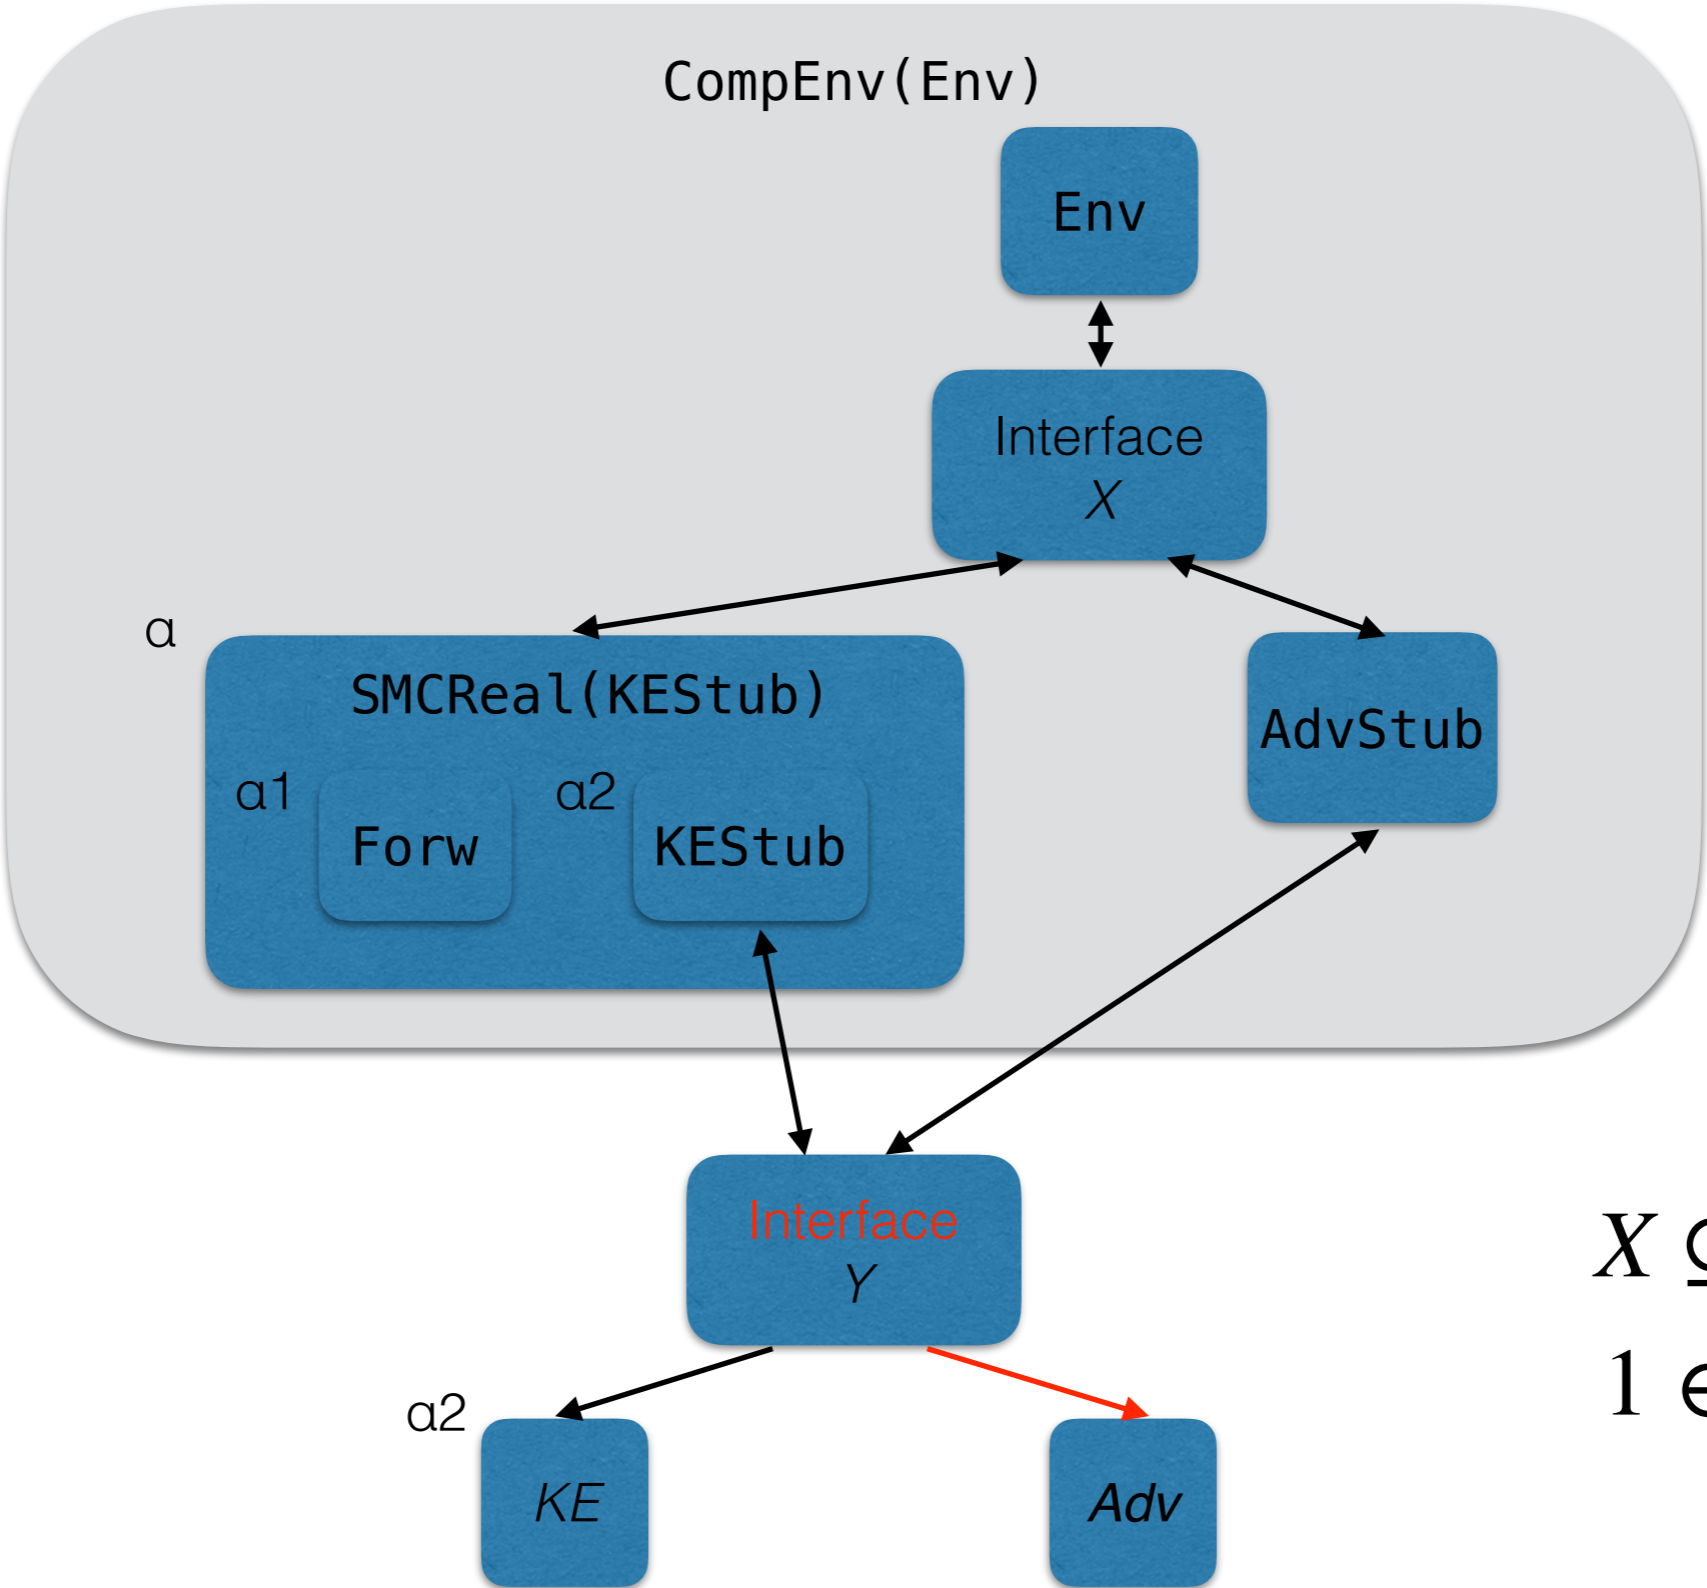 CompEnv(Env)
Env
Interface
X
α
SMCReal(KEStub)
α1
Forw
α2
KEStub
AdvStub
Interface
Y
X
1
α2
KE
Adv